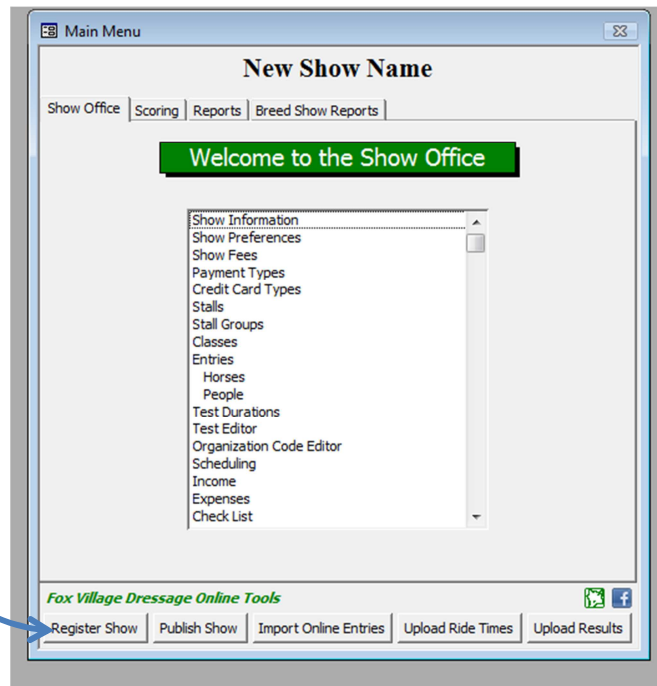 Main Menu
New Show Name
Show Office Scoring Reports Breed Show Reports
Welcome to the Show Office
Show Information
Show Preferences
Show Fees
Payment Types
Credit Card Types
Stalls
Stall Groups
Classes
Entries
Horses
People
Test Durations
Test Editor
Organization Code Editor
Scheduling
Income
Expenses
Check List
Fox Village Dressage Online Tools
Register Show Publish Show Import Online Entries Upload Ride Times Upload Results